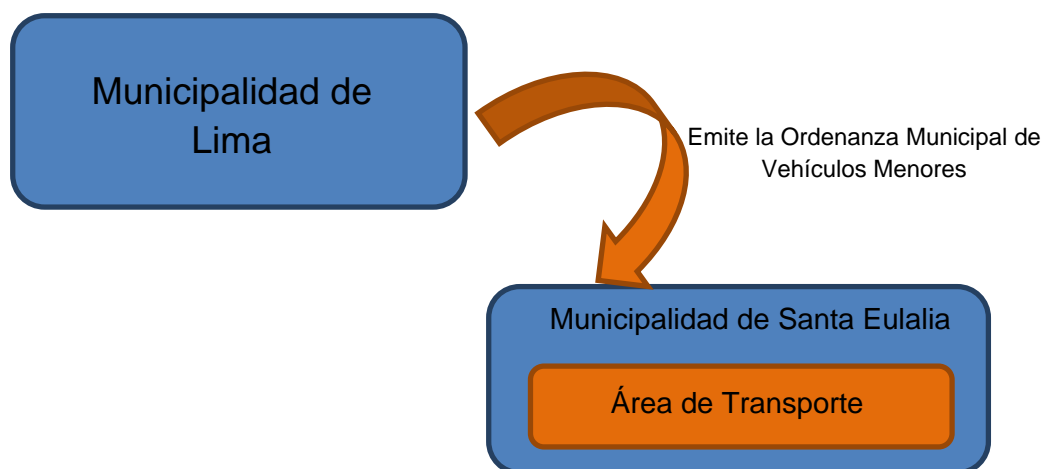 Municipalidad de
Lima
Emite la Ordenanza Municipal de
Vehículos Menores
Municipalidad de Santa Eulalia
Área de Transporte